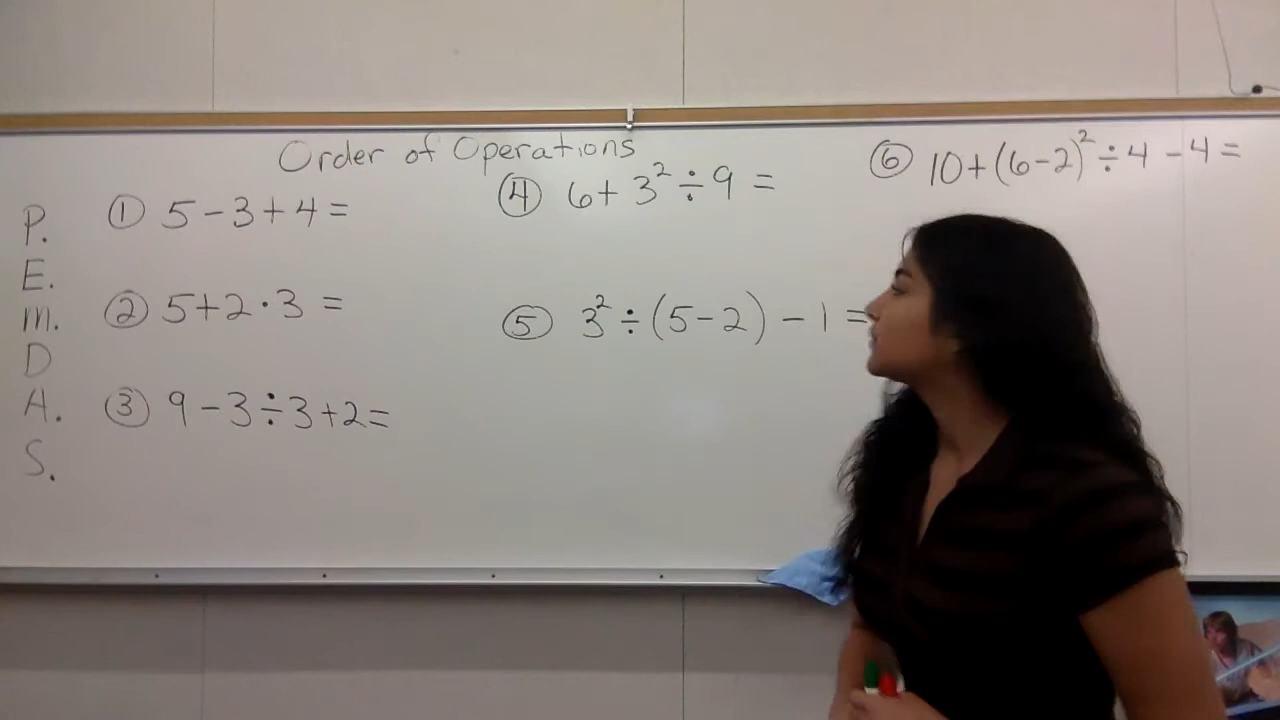 Order of Operations
P.
E.
m.
D
A.
S.
① 5 - 3 + 4 =
② 5 + 2 · 3 =
③ 9 - 3 ÷ 3 + 2 =
④ 6 + 3² ÷ 9 =
⑤ 3² ÷ (5 - 2) - 1 =
⑥ 10 + (6 - 2)² ÷ 4 - 4 =